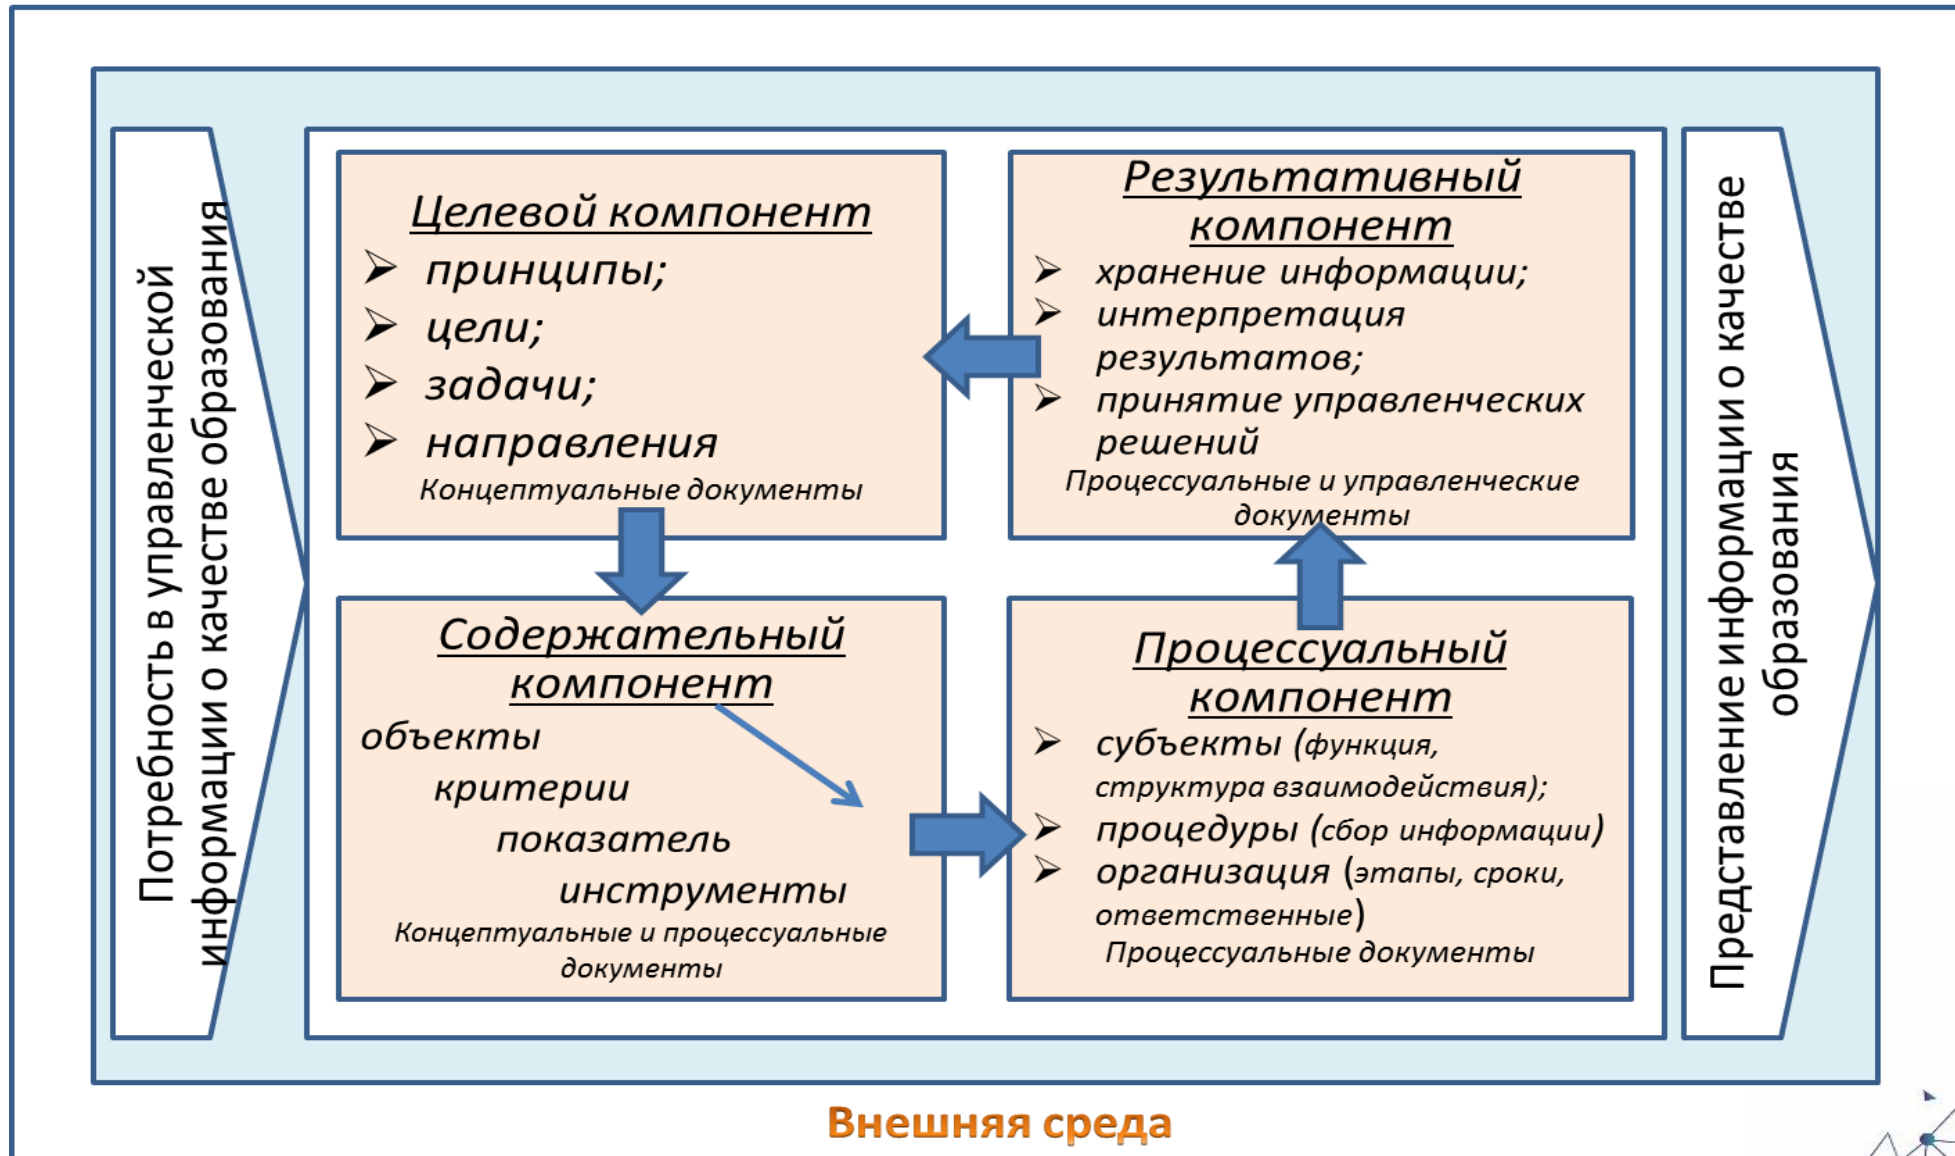 Потребность в управленческой
информации о качестве образования
Целевой компонент
принципы;
цели;
задачи;
направления
Концептуальные документы
Результативный
компонент
хранение информации;
интерпретация
результатов;
принятие управленческих
решений
Процессуальные и управленческие
документы
Содержательный
компонент
объекты
критерии
показатель
инструменты
Концептуальные и процессуальные
документы
Процессуальный
компонент
субъекты (функция,
структура взаимодействия);
процедуры (сбор информации)
организация (этапы, сроки,
ответственные)
Процессуальные документы
Представление информации о качестве
образования
Внешняя среда